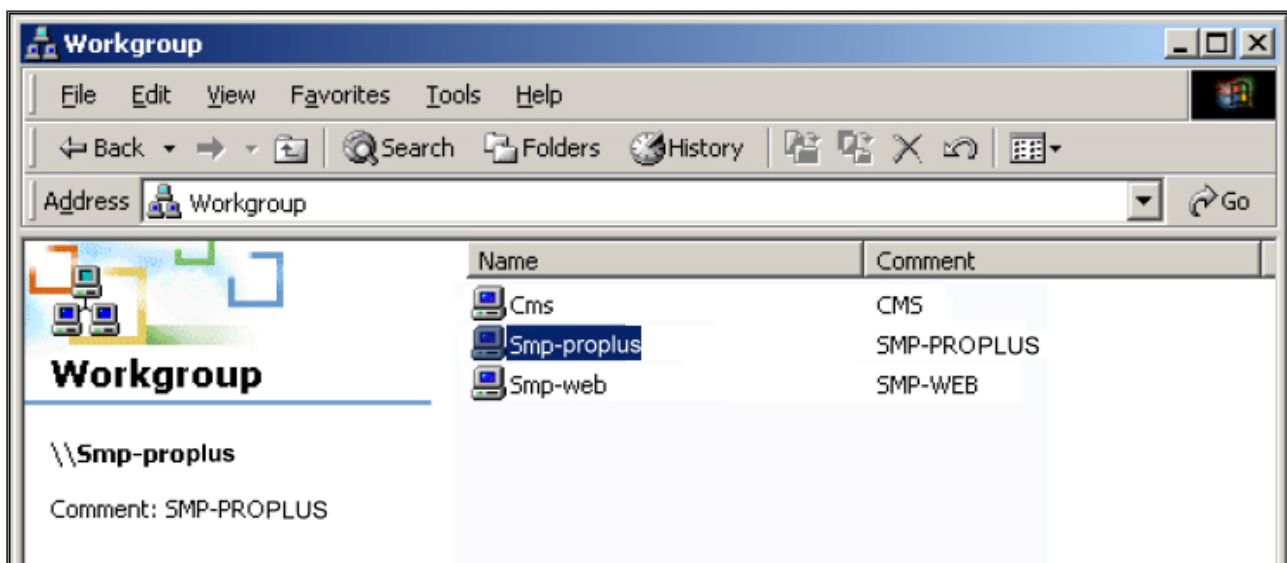 Workgroup
File Edit View Favorites Tools Help
Back Search Folders History
Address Workgroup Go
Name Comment
Cms CMS
Smp-proplus SMP-PROPLUS
Smp-web SMP-WEB
Workgroup
\\Smp-proplus
Comment: SMP-PROPLUS